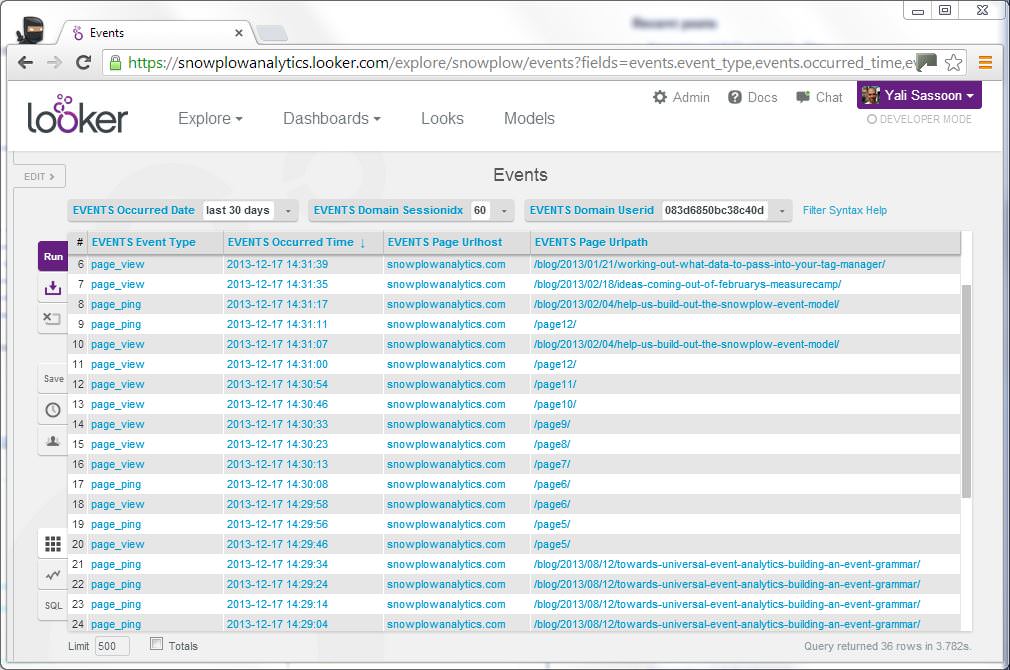 Recent posts
Events
https://snowplowanalytics.looker.com/explore/snowplow/events?fields=events.event_type,events.occurred_time,ev
looker
Explore
Dashboards
Looks
Models
Admin
Docs
Chat
Yali Sassoon
DEVELOPER MODE
EDIT >
Events
EVENTS Occurred Date last 30 days EVENTS Domain Sessionidx 60 EVENTS Domain Userid 083d6850bc38c40d Filter Syntax Help
Run
Save
SQL
# EVENTS Event Type EVENTS Occurred Time ↓ EVENTS Page Urlhost EVENTS Page Urlpath
6 page_view 2013-12-17 14:31:39 snowplowanalytics.com /blog/2013/01/21/working-out-what-data-to-pass-into-your-tag-manager/
7 page_view 2013-12-17 14:31:35 snowplowanalytics.com /blog/2013/02/18/ideas-coming-out-of-februarys-measurecamp/
8 page_ping 2013-12-17 14:31:17 snowplowanalytics.com /blog/2013/02/04/help-us-build-out-the-snowplow-event-model/
9 page_ping 2013-12-17 14:31:11 snowplowanalytics.com /page12/
10 page_view 2013-12-17 14:31:07 snowplowanalytics.com /blog/2013/02/04/help-us-build-out-the-snowplow-event-model/
11 page_view 2013-12-17 14:31:00 snowplowanalytics.com /page12/
12 page_view 2013-12-17 14:30:54 snowplowanalytics.com /page11/
13 page_view 2013-12-17 14:30:46 snowplowanalytics.com /page10/
14 page_view 2013-12-17 14:30:33 snowplowanalytics.com /page9/
15 page_view 2013-12-17 14:30:23 snowplowanalytics.com /page8/
16 page_view 2013-12-17 14:30:13 snowplowanalytics.com /page7/
17 page_ping 2013-12-17 14:30:08 snowplowanalytics.com /page6/
18 page_view 2013-12-17 14:29:58 snowplowanalytics.com /page6/
19 page_ping 2013-12-17 14:29:56 snowplowanalytics.com /page5/
20 page_view 2013-12-17 14:29:46 snowplowanalytics.com /page5/
21 page_ping 2013-12-17 14:29:34 snowplowanalytics.com /blog/2013/08/12/towards-universal-event-analytics-building-an-event-grammar/
22 page_ping 2013-12-17 14:29:24 snowplowanalytics.com /blog/2013/08/12/towards-universal-event-analytics-building-an-event-grammar/
23 page_ping 2013-12-17 14:29:14 snowplowanalytics.com /blog/2013/08/12/towards-universal-event-analytics-building-an-event-grammar/
24 page_ping 2013-12-17 14:29:04 snowplowanalytics.com /blog/2013/08/12/towards-universal-event-analytics-building-an-event-grammar/
Limit 500 Totals
Query returned 36 rows in 3.782s.